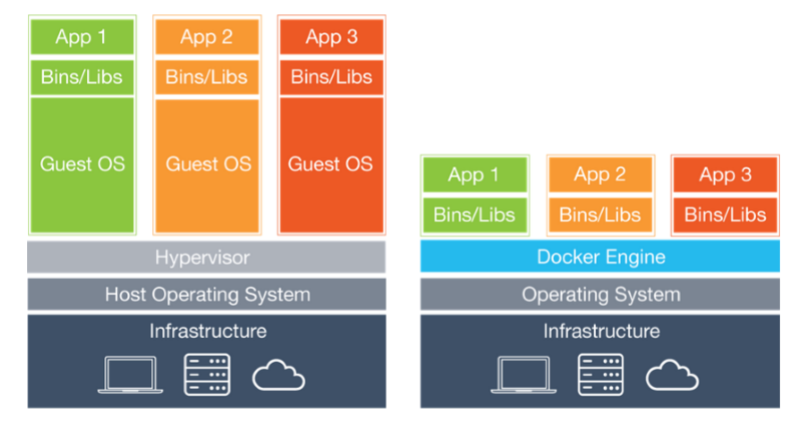 App 1
App 2
App 3
Bins/Libs
Bins/Libs
Bins/Libs
Guest OS
Guest OS
Guest OS
Hypervisor
Host Operating System
Infrastructure
App 1
App 2
App 3
Bins/Libs
Bins/Libs
Bins/Libs
Docker Engine
Operating System
Infrastructure